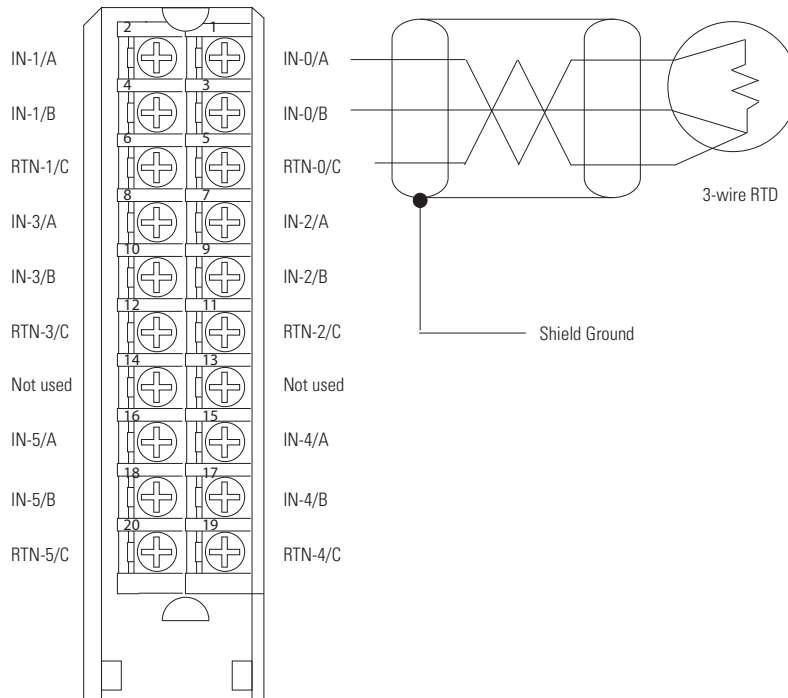 2 1
IN-1/A IN-0/A
4 3
IN-1/B IN-0/B
6 5
RTN-1/C RTN-0/C
3-wire RTD
8 7
IN-3/A IN-2/A
10 9
IN-3/B IN-2/B
12 11
RTN-3/C RTN-2/C
Shield Ground
14 13
Not used Not used
16 15
IN-5/A IN-4/A
18 17
IN-5/B IN-4/B
20 19
RTN-5/C RTN-4/C